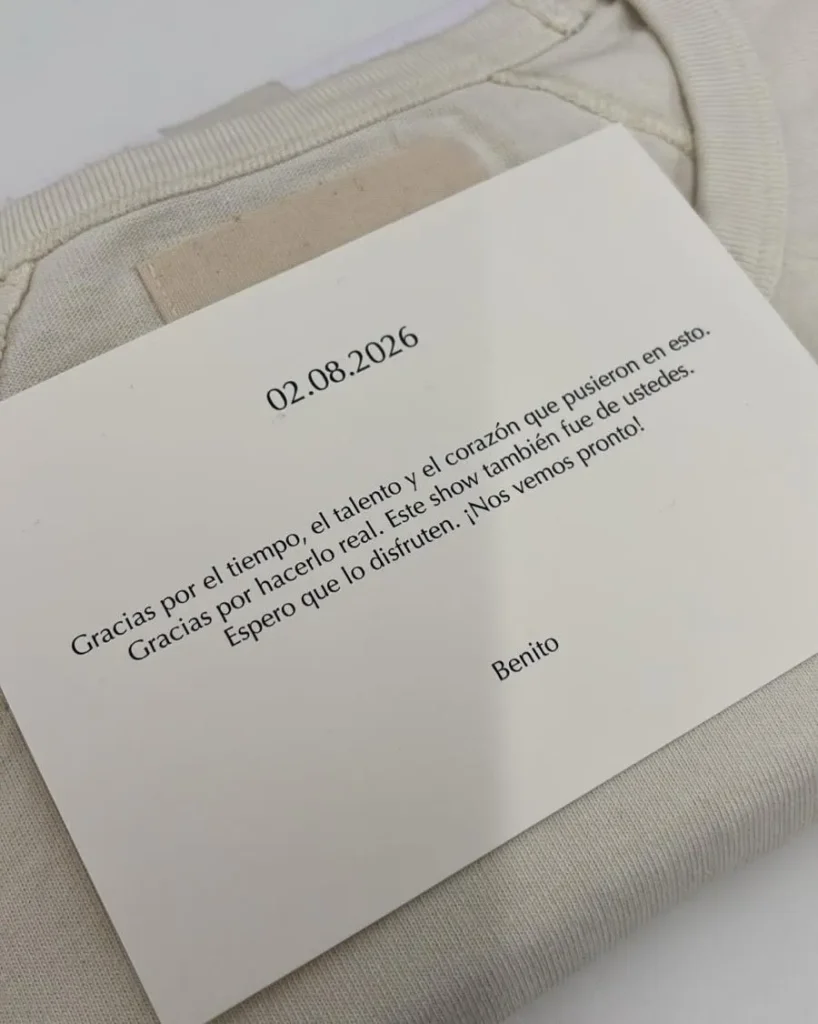 02.08.2026
Gracias por el tiempo, el talento y el corazón que pusieron en esto.
Gracias por hacerlo real. Este show también fue de ustedes.
Espero que lo disfruten. ¡Nos vemos pronto!
Benito